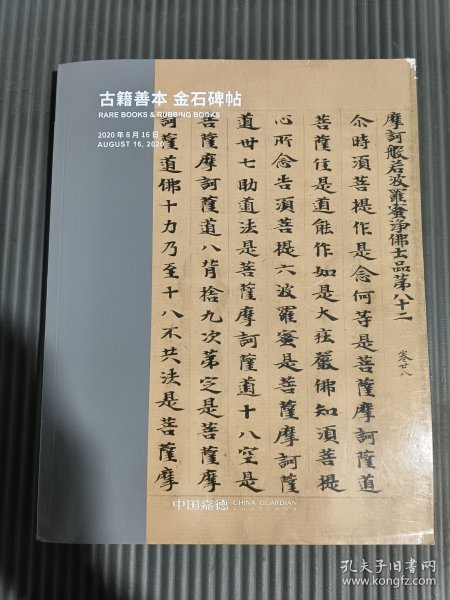 古籍善本 金石碑帖
RARE BOOKS & RUBBING BOOKS
2020年8月16日
AUGUST 16, 2020
摩訶般若波羅蜜淨佛土品第八十二
卷廿八
尒時須菩提作是念何等是菩薩摩訶薩道
菩薩住是道能作如是大莊嚴佛知須菩提
心所念告須菩提六波羅蜜是菩薩摩訶薩
道卅七助道法是菩薩摩訶薩道十八空是
菩薩摩訶薩道八背捨九次第定是菩薩摩
訶薩道佛十力乃至十八不共法是菩薩摩
中国嘉德 CHINA GUARDIAN
孔夫子旧书网
www.kongfz.com